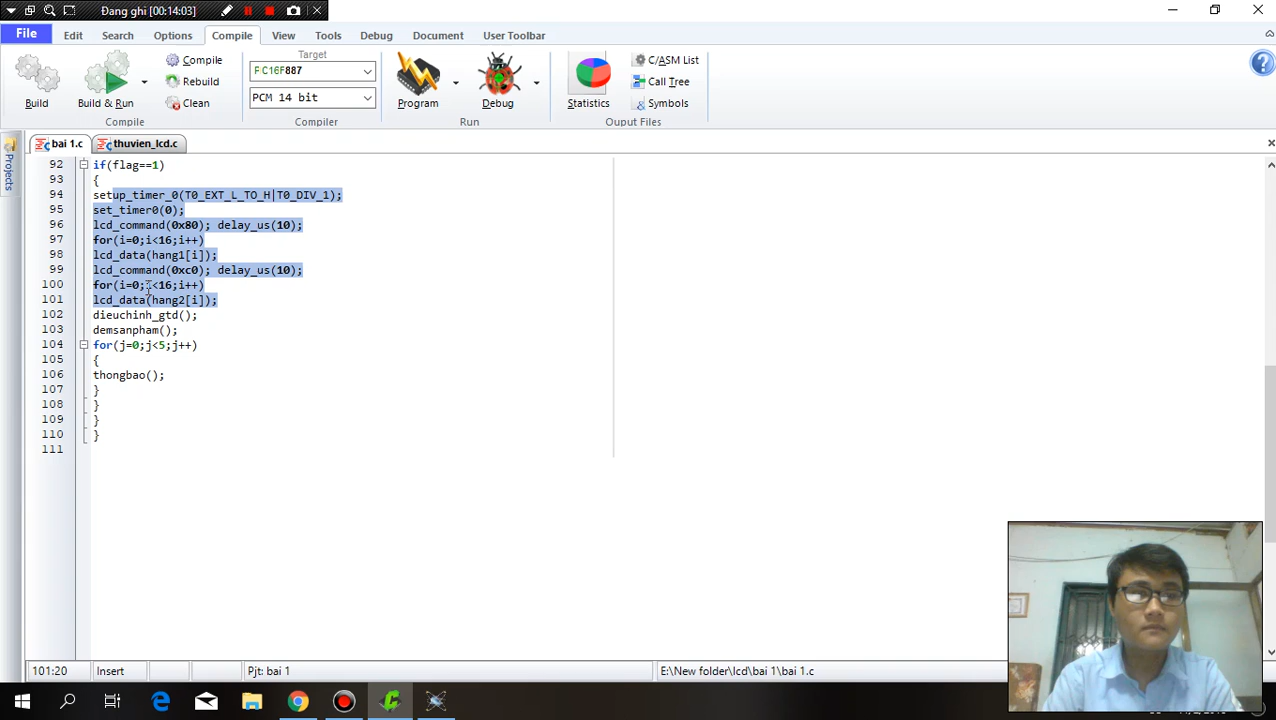 Đang ghi [00:14:03]
File Edit Search Options Compile View Tools Debug Document User Toolbar
Build
Build & Run
Compile
Rebuild
Clean
Compile
Target
PIC16F887
PCM 14 bit
Compiler
Program
Debug
Run
Statistics
C/ASM List
Call Tree
Symbols
Ouput Files
Projects
bai 1.c thuvien_lcd.c
92 if(flag==1)
93 {
94 setup_timer_0(T0_EXT_L_TO_H|T0_DIV_1);
95 set_timer0(0);
96 lcd_command(0x80); delay_us(10);
97 for(i=0;i<16;i++)
98 lcd_data(hang1[i]);
99 lcd_command(0xc0); delay_us(10);
100 for(i=0;i<16;i++)
101 lcd_data(hang2[i]);
102 dieuchinh_gtd();
103 demsanpham();
104 for(j=0;j<5;j++)
105 {
106 thongbao();
107 }
108 }
109 }
110 }
111
101:20 Insert Pjt: bai 1 E:\New folder\lcd\bai 1\bai 1.c